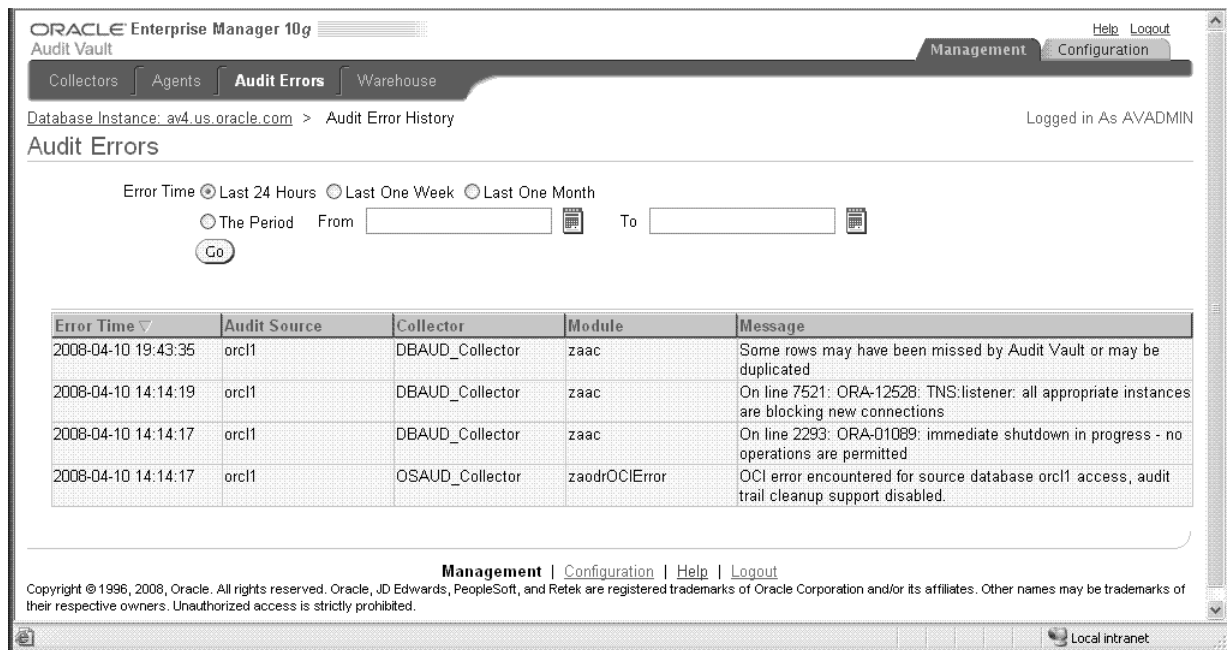 ORACLE Enterprise Manager 10g
Audit Vault
Help Logout
Management Configuration
Collectors Agents Audit Errors Warehouse
Database Instance: av4.us.oracle.com > Audit Error History
Logged in As AVADMIN
Audit Errors
Error Time Last 24 Hours Last One Week Last One Month
The Period From To
Go
Error Time Audit Source Collector Module Message
2008-04-10 19:43:35 orcl1 DBAUD_Collector zaac Some rows may have been missed by Audit Vault or may be
duplicated
2008-04-10 14:14:19 orcl1 DBAUD_Collector zaac On line 7521: ORA-12528: TNS:listener: all appropriate instances
are blocking new connections
2008-04-10 14:14:17 orcl1 DBAUD_Collector zaac On line 2293: ORA-01089: immediate shutdown in progress - no
operations are permitted
2008-04-10 14:14:17 orcl1 OSAUD_Collector zaodrOCIError OCI error encountered for source database orcl1 access, audit
trail cleanup support disabled.
Management | Configuration | Help | Logout
Copyright © 1996, 2008, Oracle. All rights reserved. Oracle, JD Edwards, PeopleSoft, and Retek are registered trademarks of Oracle Corporation and/or its affiliates. Other names may be trademarks of
their respective owners. Unauthorized access is strictly prohibited.
Local intranet